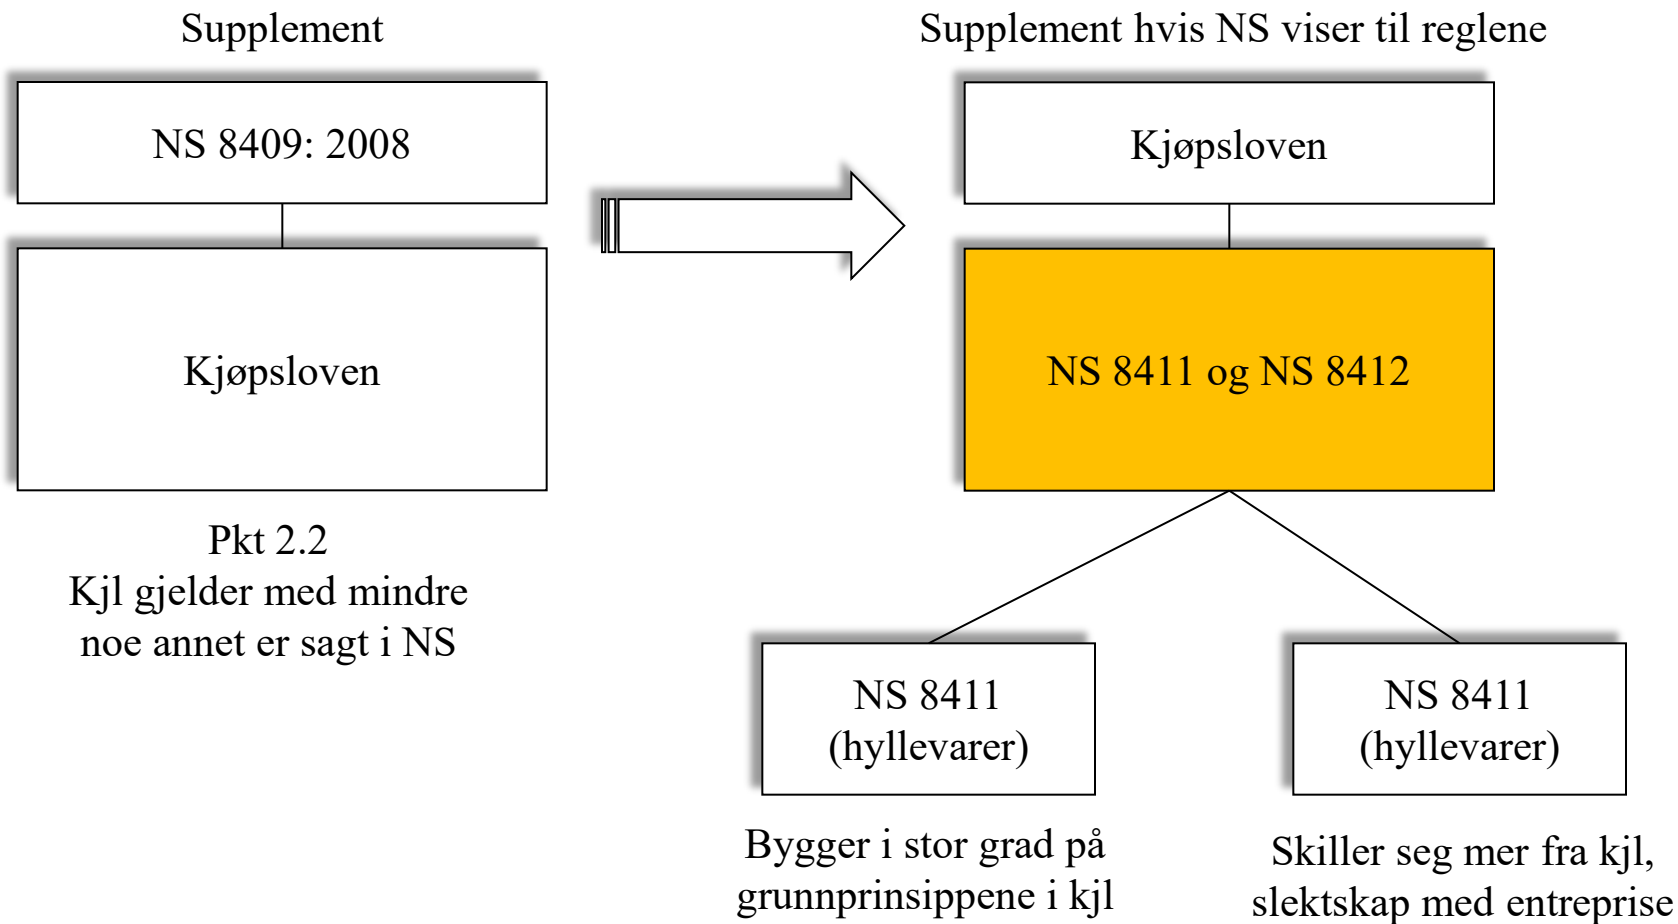 Supplement
NS 8409: 2008
Kjøpsloven
Pkt 2.2
Kjl gjelder med mindre
noe annet er sagt i NS
Supplement hvis NS viser til reglene
Kjøpsloven
NS 8411 og NS 8412
NS 8411
(hyllevarer)
Bygger i stor grad på
grunnprinsippene i kjl
NS 8411
(hyllevarer)
Skiller seg mer fra kjl,
slektskap med entreprise